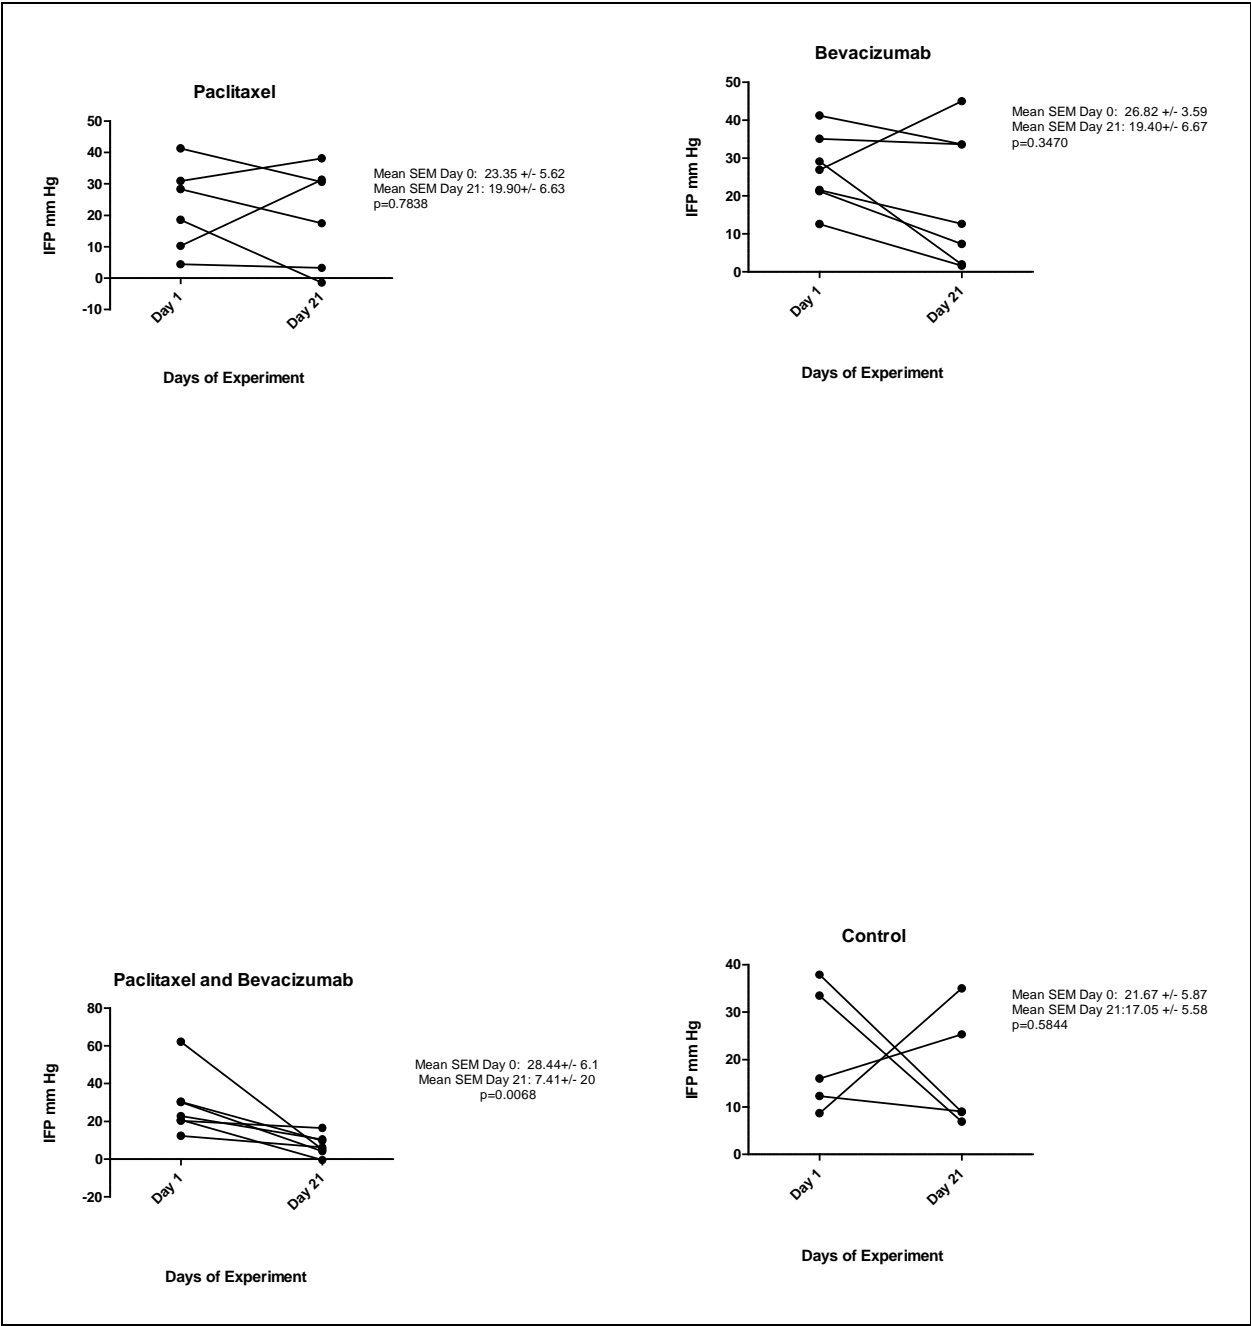 Paclitaxel
50
40
30
20
10
0
-10
IFP mm Hg
Day 1
Day 21
Days of Experiment
Mean SEM Day 0:  23.35 +/- 5.62
Mean SEM Day 21: 19.90+/- 6.63
p=0.7838
Bevacizumab
50
40
30
20
10
0
IFP mm Hg
Day 1
Day 21
Days of Experiment
Mean SEM Day 0:  26.82 +/- 3.59
Mean SEM Day 21: 19.40+/- 6.67
p=0.3470
Paclitaxel and Bevacizumab
80
60
40
20
0
-20
IFP mm Hg
Day 1
Day 21
Days of Experiment
Mean SEM Day 0: 28.44+/- 6.1
Mean SEM Day 21: 7.41+/- 20
p=0.0068
Control
40
30
20
10
0
IFP mm Hg
Day 1
Day 21
Days of Experiment
Mean SEM Day 0:  21.67 +/- 5.87
Mean SEM Day 21:17.05 +/- 5.58
p=0.5844